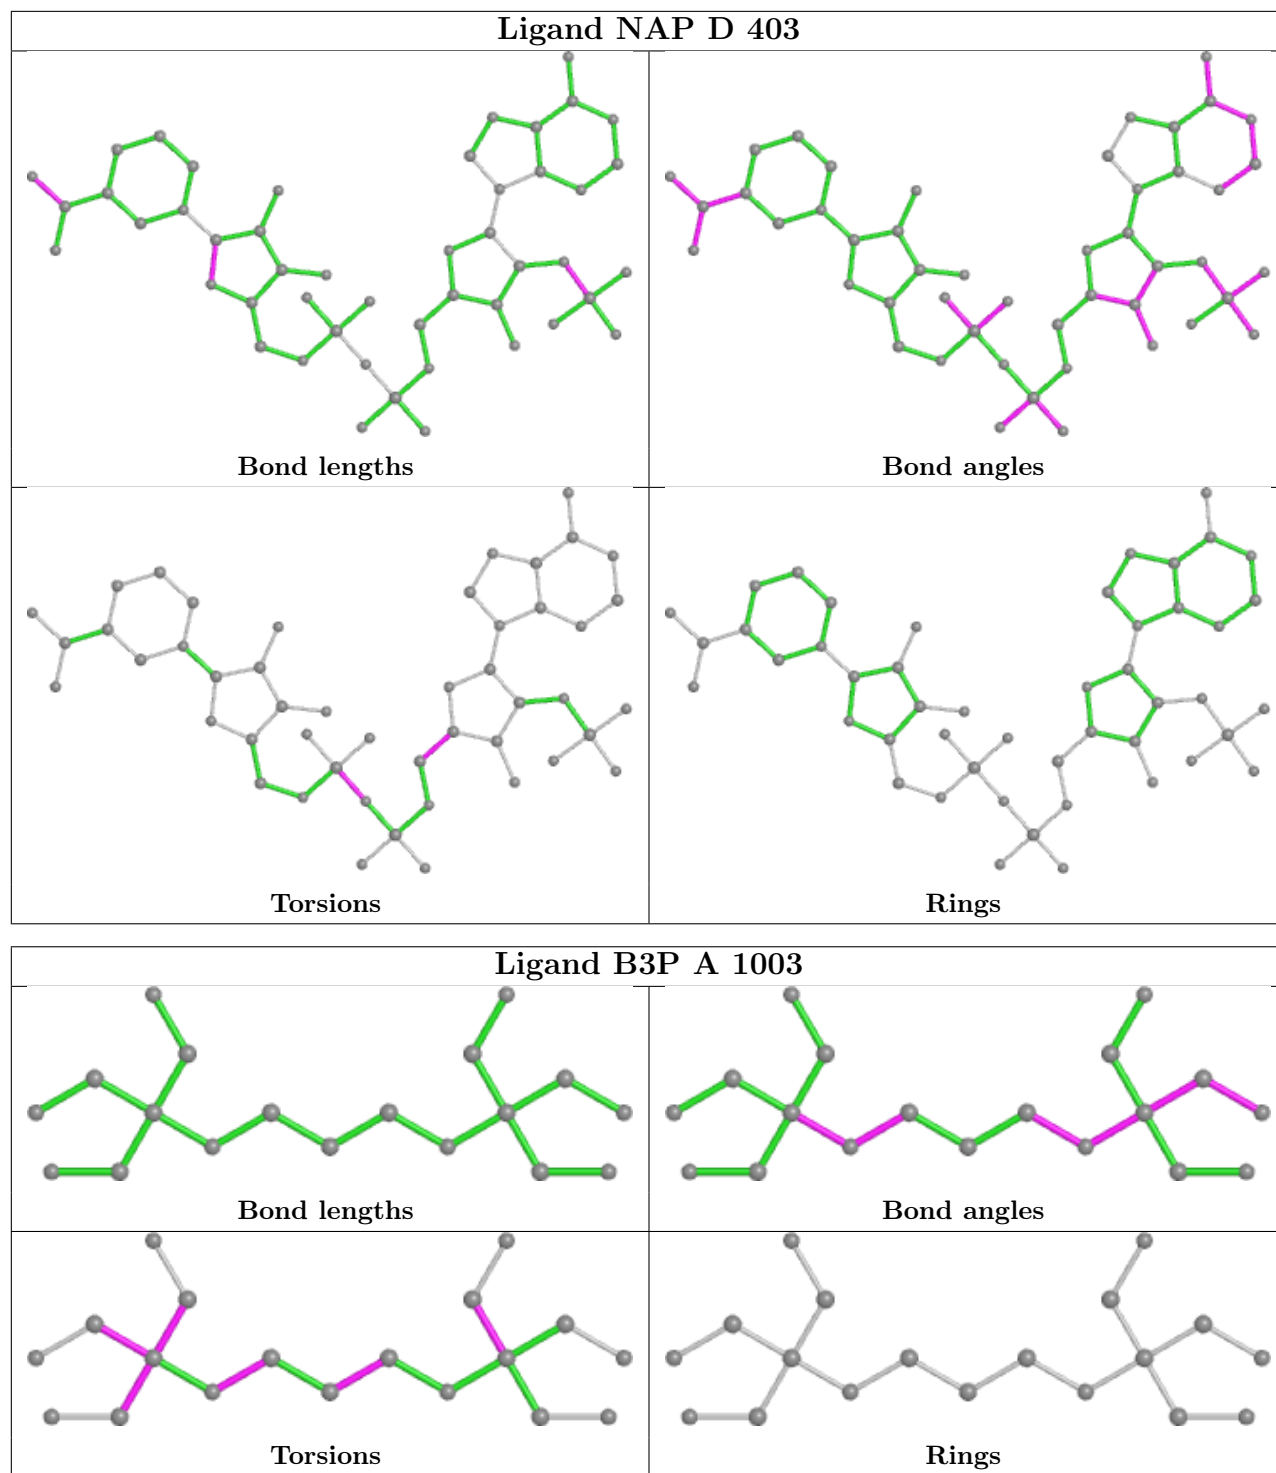 Ligand NAP D 403
Bond lengths
Bond angles
Torsions
Rings
Ligand B3P A 1003
Bond lengths
Bond angles
Torsions
Rings